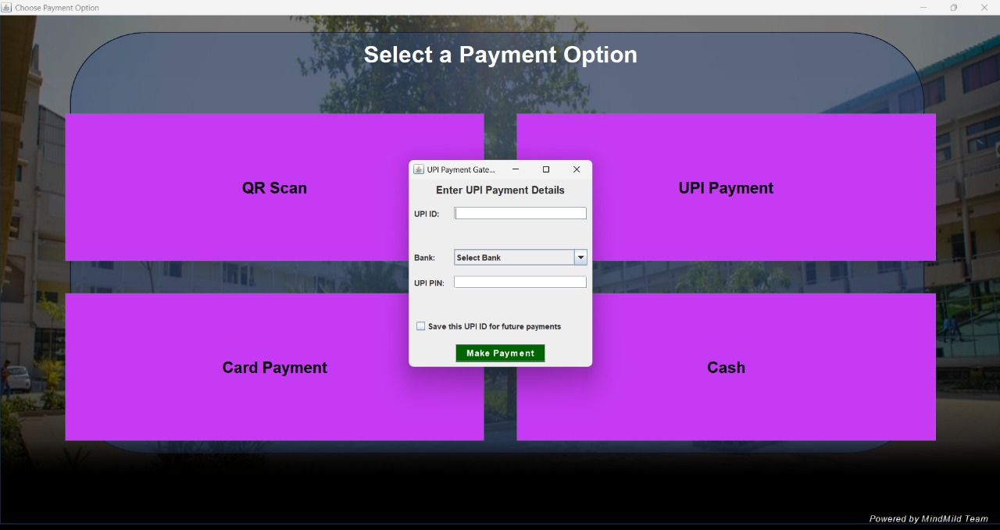 Choose Payment Option
Select a Payment Option
QR Scan
UPI Payment
Card Payment
Cash
UPI Payment Gate...
Enter UPI Payment Details
UPI ID:
Bank: Select Bank
UPI PIN:
Save this UPI ID for future payments
Make Payment
Powered by MindMild Team